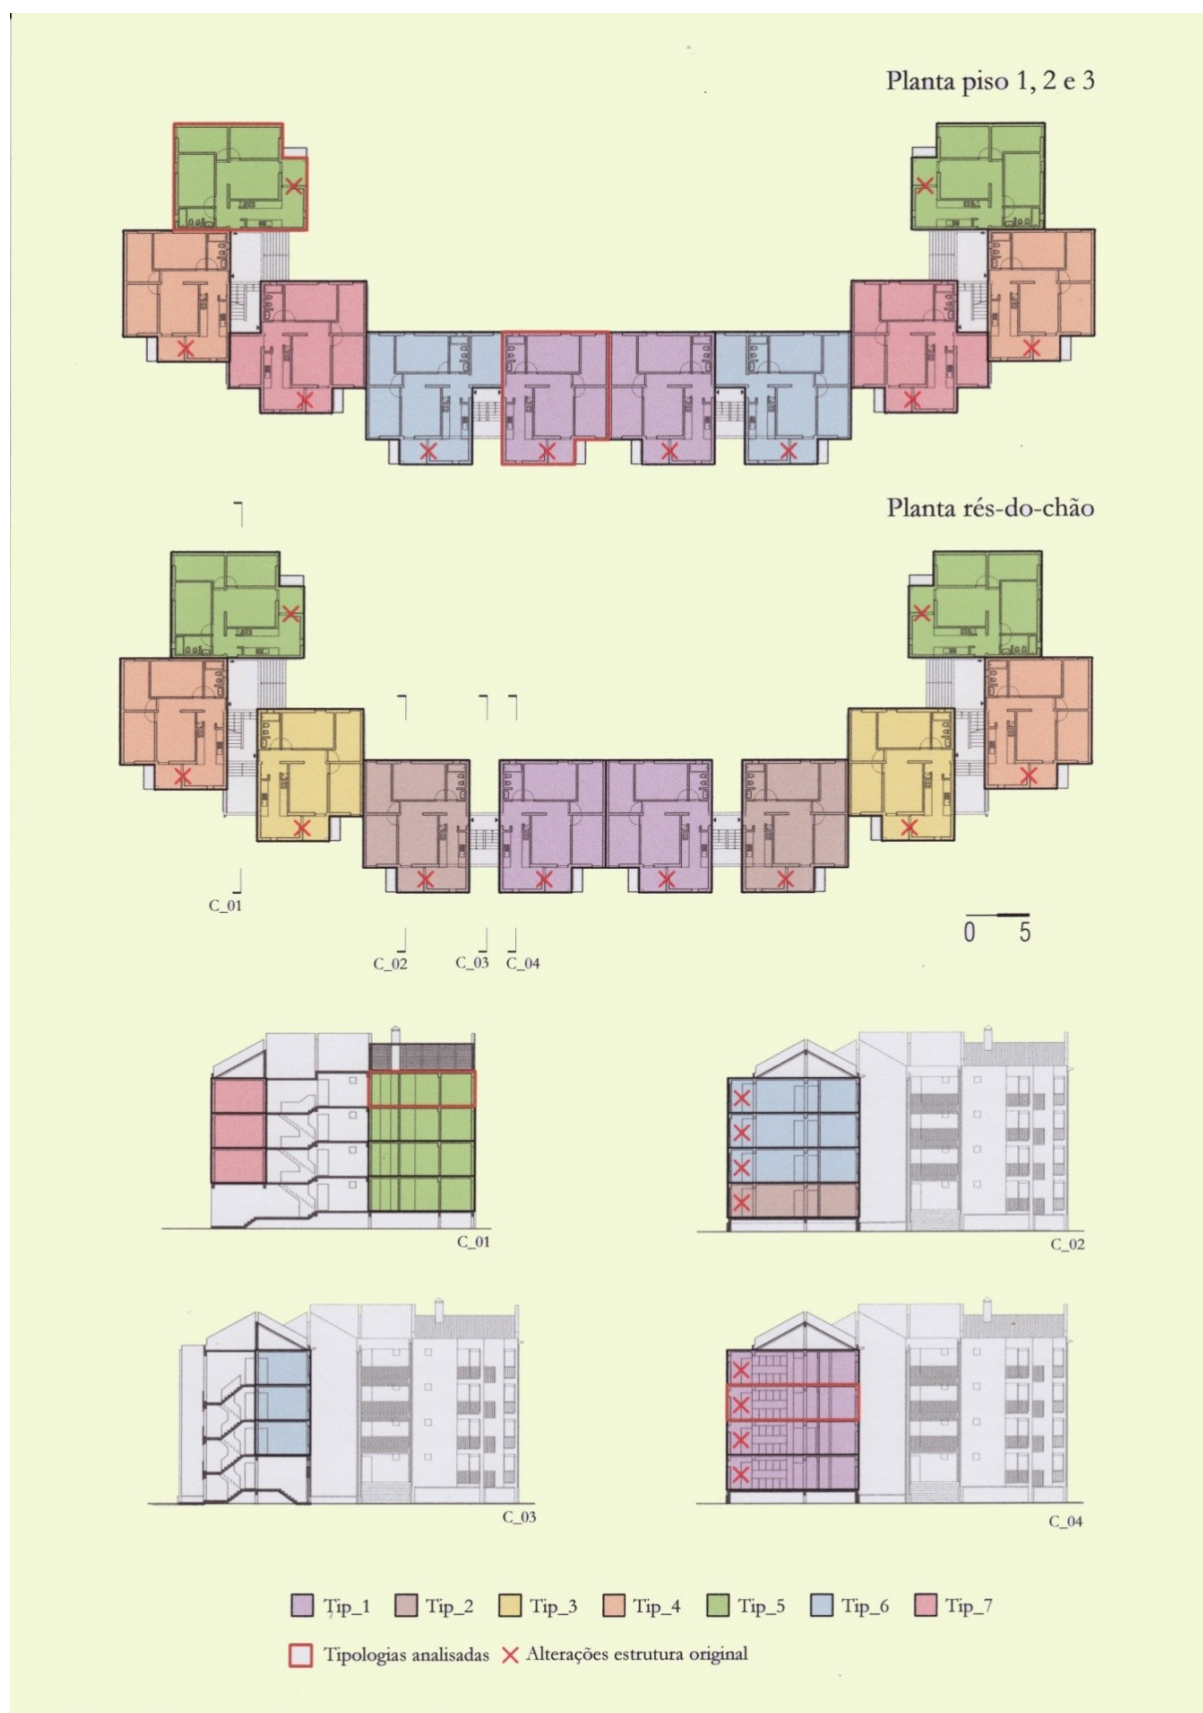 Planta piso 1, 2 e 3
Planta rés-do-chão
C_01
0 5
C_02 C_03 C_04
C_01
C_02
C_03
C_04
Tip_1 Tip_2 Tip_3 Tip_4 Tip_5 Tip_6 Tip_7
Tipologias analisadas Alterações estrutura original